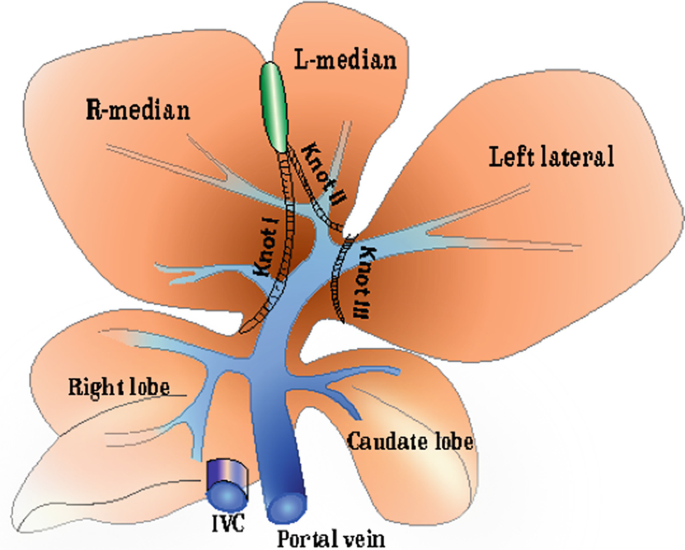 L-median
R-median
Left lateral
Knot II
Knot I
Knot III
Right lobe
Caudate lobe
IVC
Portal vein